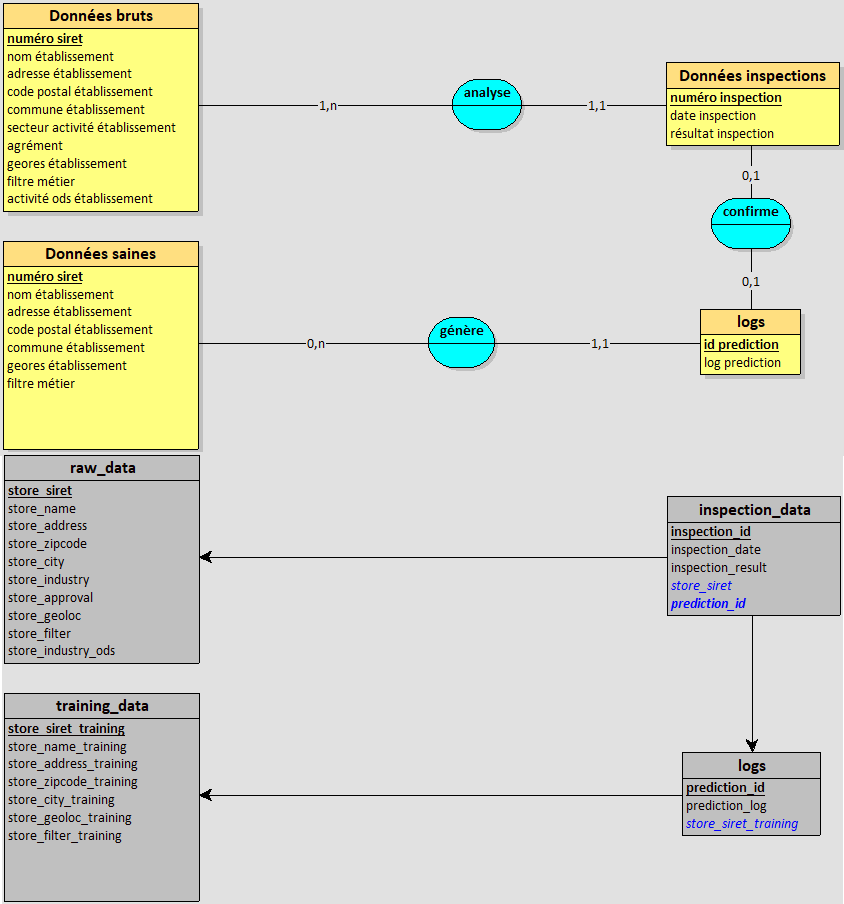 Données bruts
numéro siret
nom établissement
adresse établissement
code postal établissement
commune établissement
secteur activité établissement
agrément
geores établissement
filtre métier
activité ods établissement
1,n
analyse
1,1
Données inspections
numéro inspection
date inspection
résultat inspection
0,1
confirme
0,1
Données saines
numéro siret
nom établissement
adresse établissement
code postal établissement
commune établissement
geores établissement
filtre métier
0,n
génère
1,1
logs
id prediction
log prediction
raw_data
store_siret
store_name
store_address
store_zipcode
store_city
store_industry
store_approval
store_geoloc
store_filter
store_industry_ods
inspection_data
inspection_id
inspection_date
inspection_result
store_siret
prediction_id
training_data
store_siret_training
store_name_training
store_address_training
store_zipcode_training
store_city_training
store_geoloc_training
store_filter_training
logs
prediction_id
prediction_log
store_siret_training